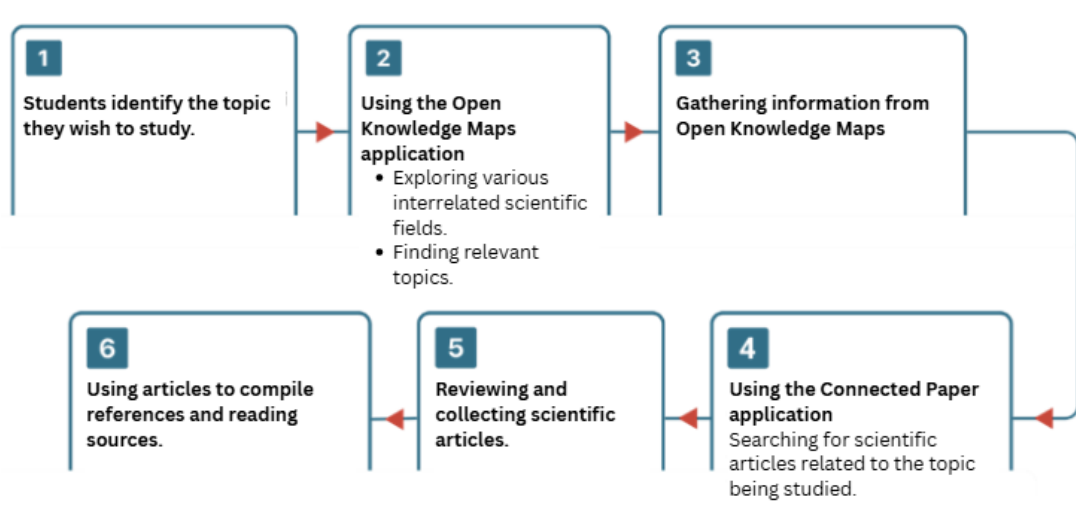 1
Students identify the topic
they wish to study.
2
Using the Open
Knowledge Maps
application
• Exploring various
interrelated scientific
fields.
• Finding relevant
topics.
3
Gathering information from
Open Knowledge Maps
4
Using the Connected Paper
application
Searching for scientific
articles related to the topic
being studied.
5
Reviewing and
collecting scientific
articles.
6
Using articles to compile
references and reading
sources.